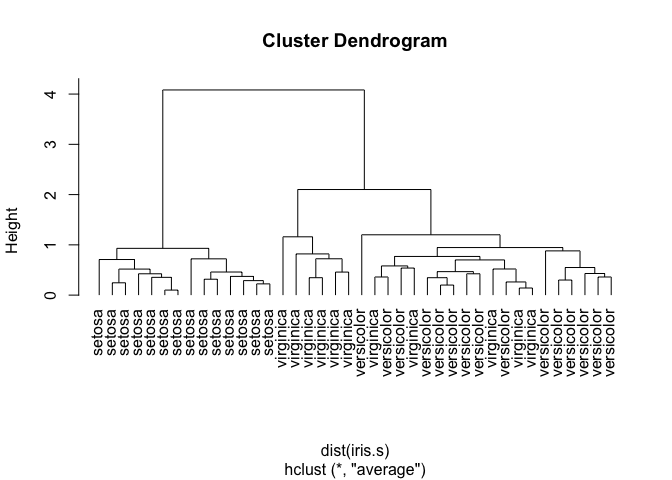 Cluster Dendrogram
Height
4
3
2
1
0
setosa
setosa
setosa
setosa
setosa
setosa
setosa
setosa
setosa
setosa
setosa
setosa
setosa
setosa
virginica
virginica
virginica
virginica
virginica
virginica
versicolor
virginica
versicolor
versicolor
virginica
versicolor
versicolor
versicolor
versicolor
versicolor
virginica
versicolor
virginica
virginica
versicolor
versicolor
versicolor
versicolor
versicolor
versicolor
dist(iris.s)
hclust (*, "average")